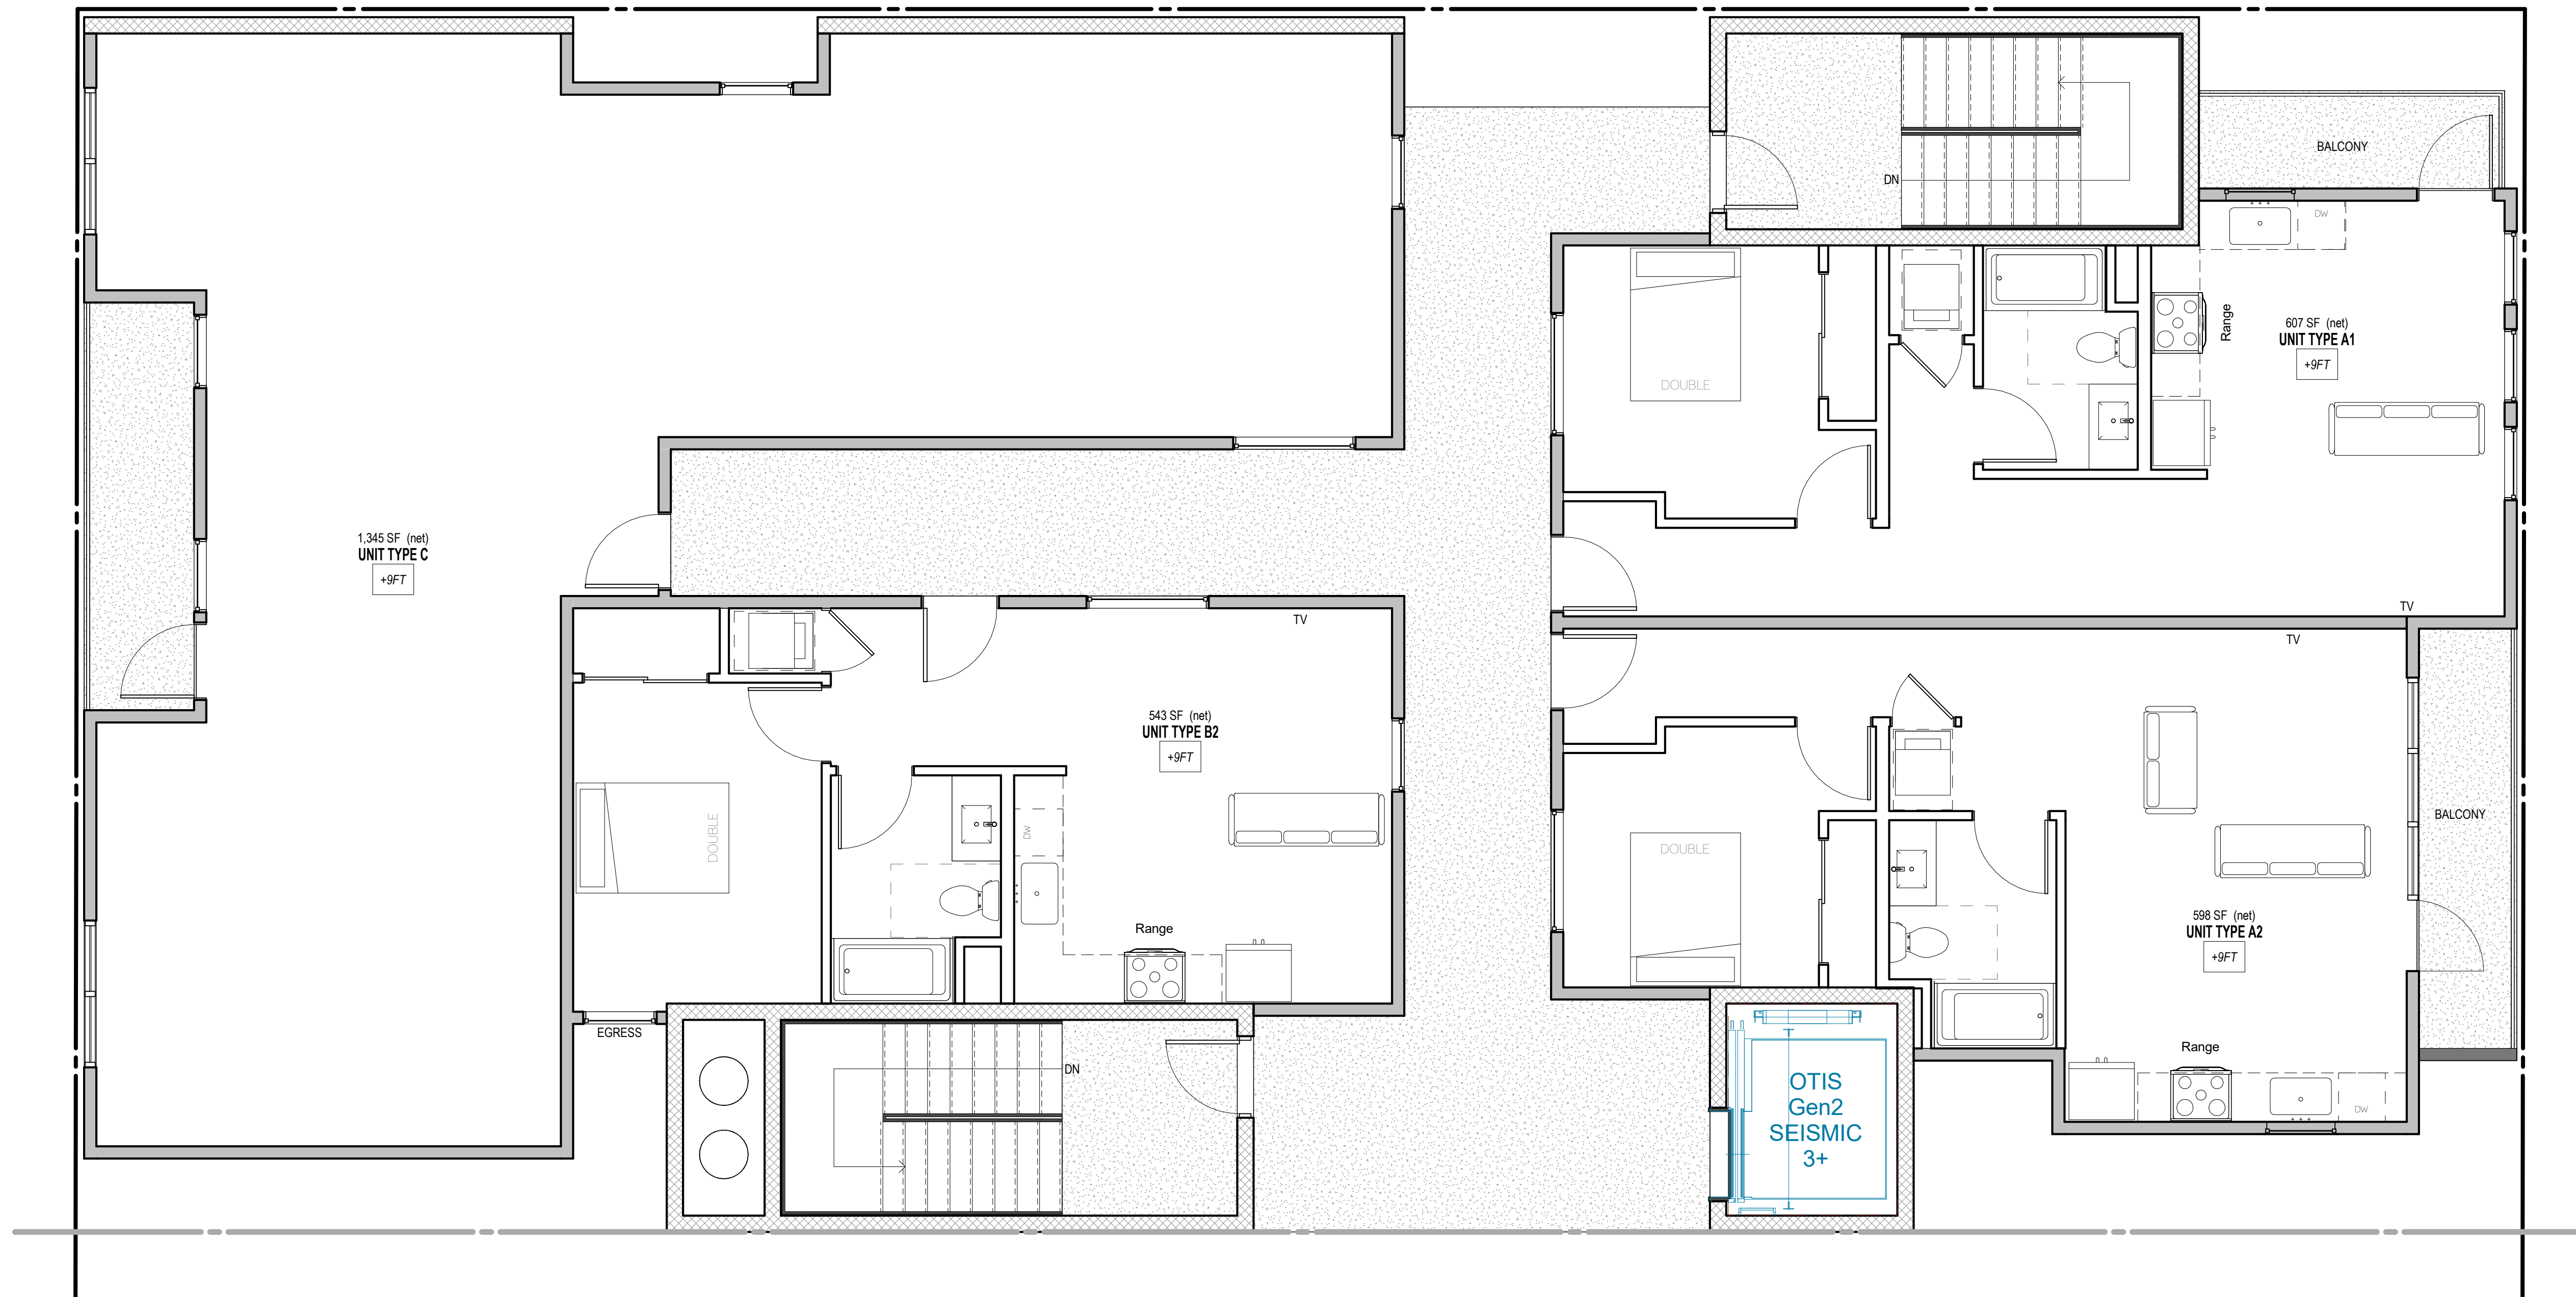 BALCONY
DN
DW
Range
607 SF (net)
UNIT TYPE A1
+9FT
DOUBLE
1,345 SF (net)
UNIT TYPE C
+9FT
TV
TV
TV
543 SF (net)
UNIT TYPE B2
+9FT
DOUBLE
DW
Range
DOUBLE
BALCONY
598 SF (net)
UNIT TYPE A2
+9FT
EGRESS
DN
Range
DW
OTIS
Gen2
SEISMIC
3+